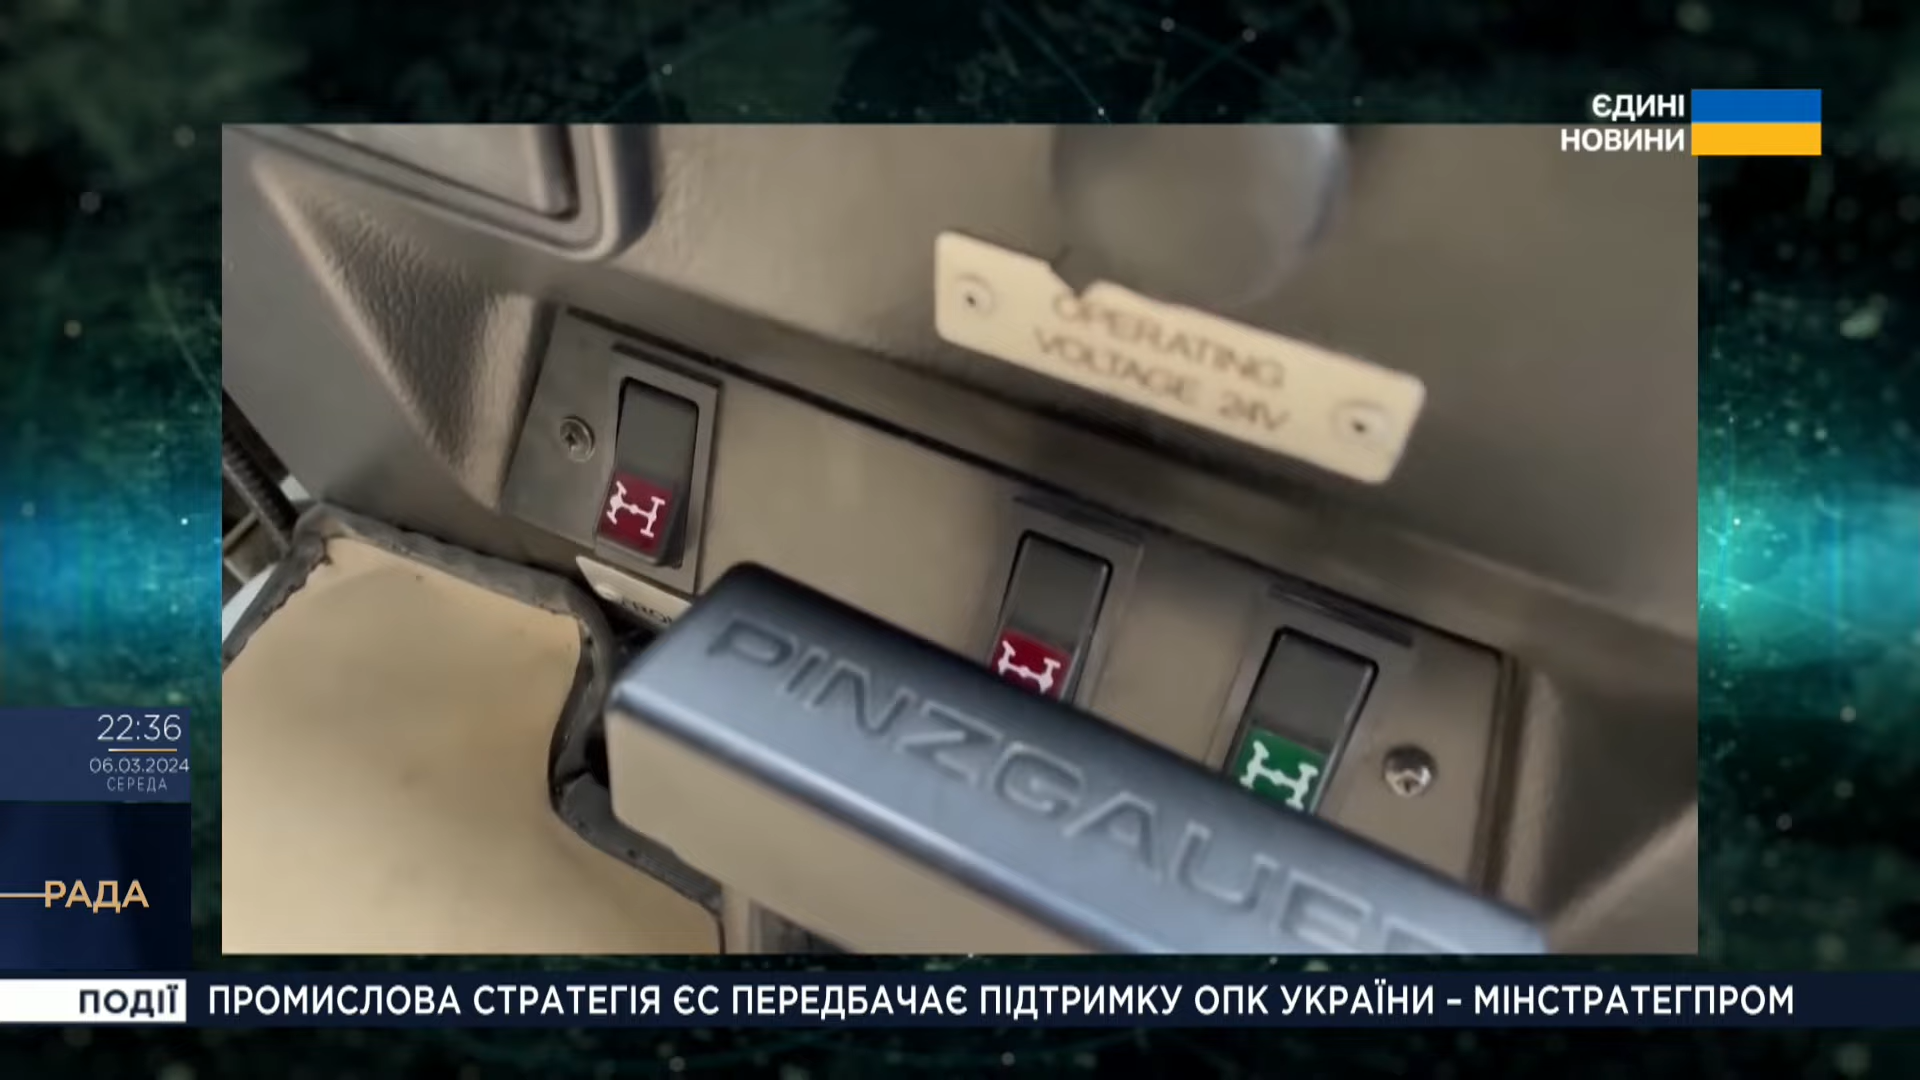 ЄДИНІ
НОВИНИ
OPERATING
VOLTAGE 24V
PINZGAUER
22:36
06.03.2024
СЕРЕДА
РАДА
ПОДІЇ ПРОМИСЛОВА СТРАТЕГІЯ ЄС ПЕРЕДБАЧАЄ ПІДТРИМКУ ОПК УКРАЇНИ – МІНСТРАТЕГПРОМ